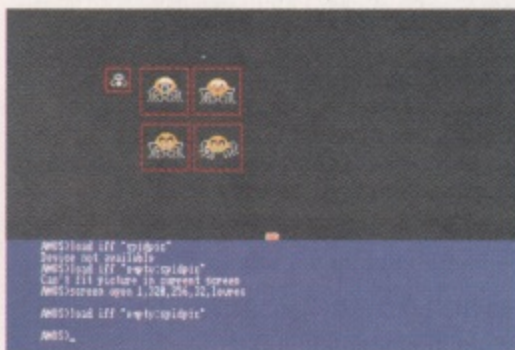 AMOS>load iff "spidpic"
Device not available
AMOS>load iff "empty:spidpic"
Can't fit picture in current screen
AMOS>screen open 1,320,256,32,lowres
AMOS>load iff "empty:spidpic"
AMOS>_